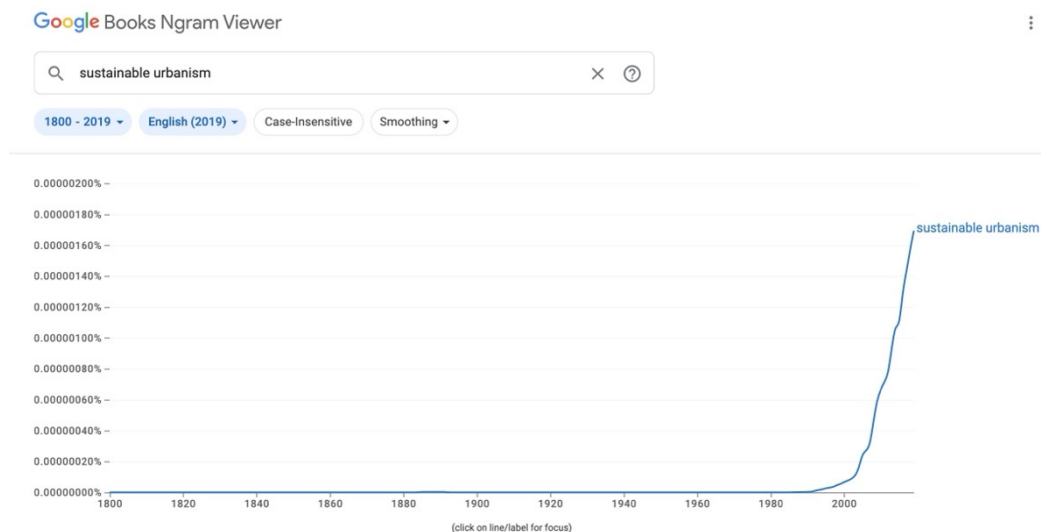 Google Books Ngram Viewer
sustainable urbanism
1800 - 2019
English (2019)
Case-Insensitive
Smoothing
0.00000200%
0.00000180%
0.00000160%
0.00000140%
0.00000120%
0.00000100%
0.00000080%
0.00000060%
0.00000040%
0.00000020%
0.00000000%
sustainable urbanism
1800 1820 1840 1860 1880 1900 1920 1940 1960 1980 2000
(click on line/label for focus)